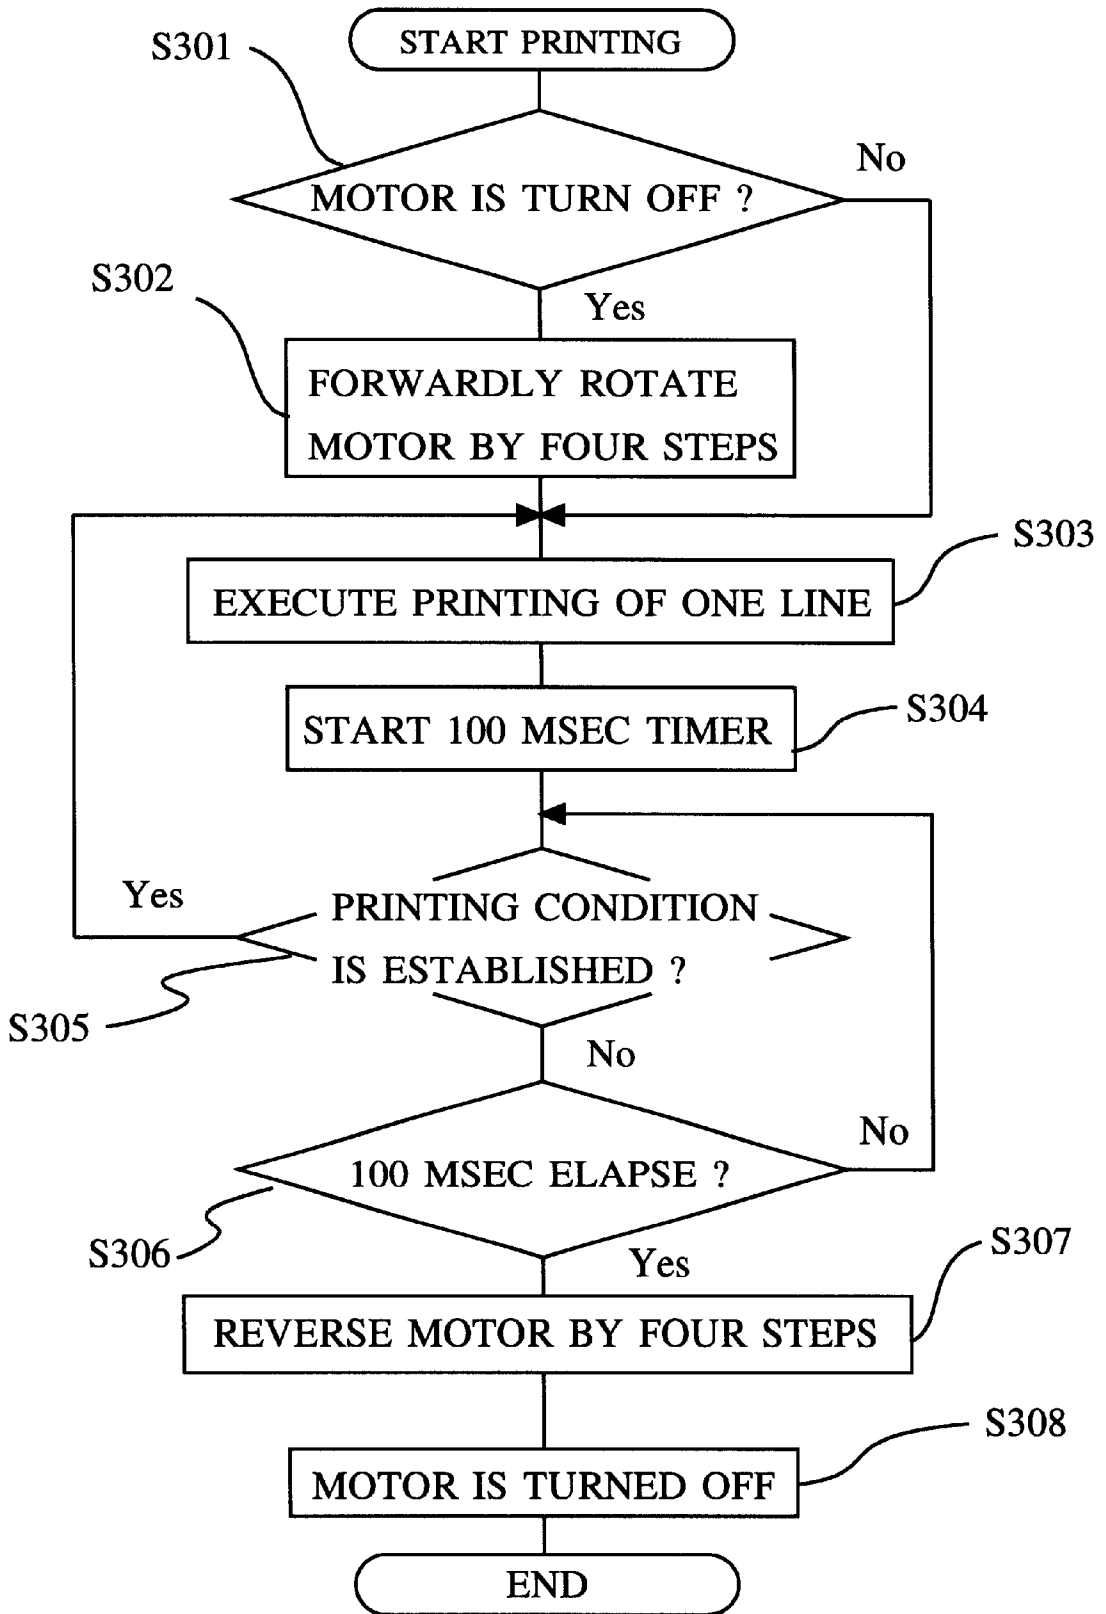 START PRINTING
S301
No
MOTOR IS TURN OFF ?
S302
Yes
FORWARDLY ROTATE
MOTOR BY FOUR STEPS
S303
EXECUTE PRINTING OF ONE LINE
S304
START 100 MSEC TIMER
Yes
PRINTING CONDITION
IS ESTABLISHED ?
S305
No
No
100 MSEC ELAPSE ?
S306
Yes
S307
REVERSE MOTOR BY FOUR STEPS
S308
MOTOR IS TURNED OFF
END